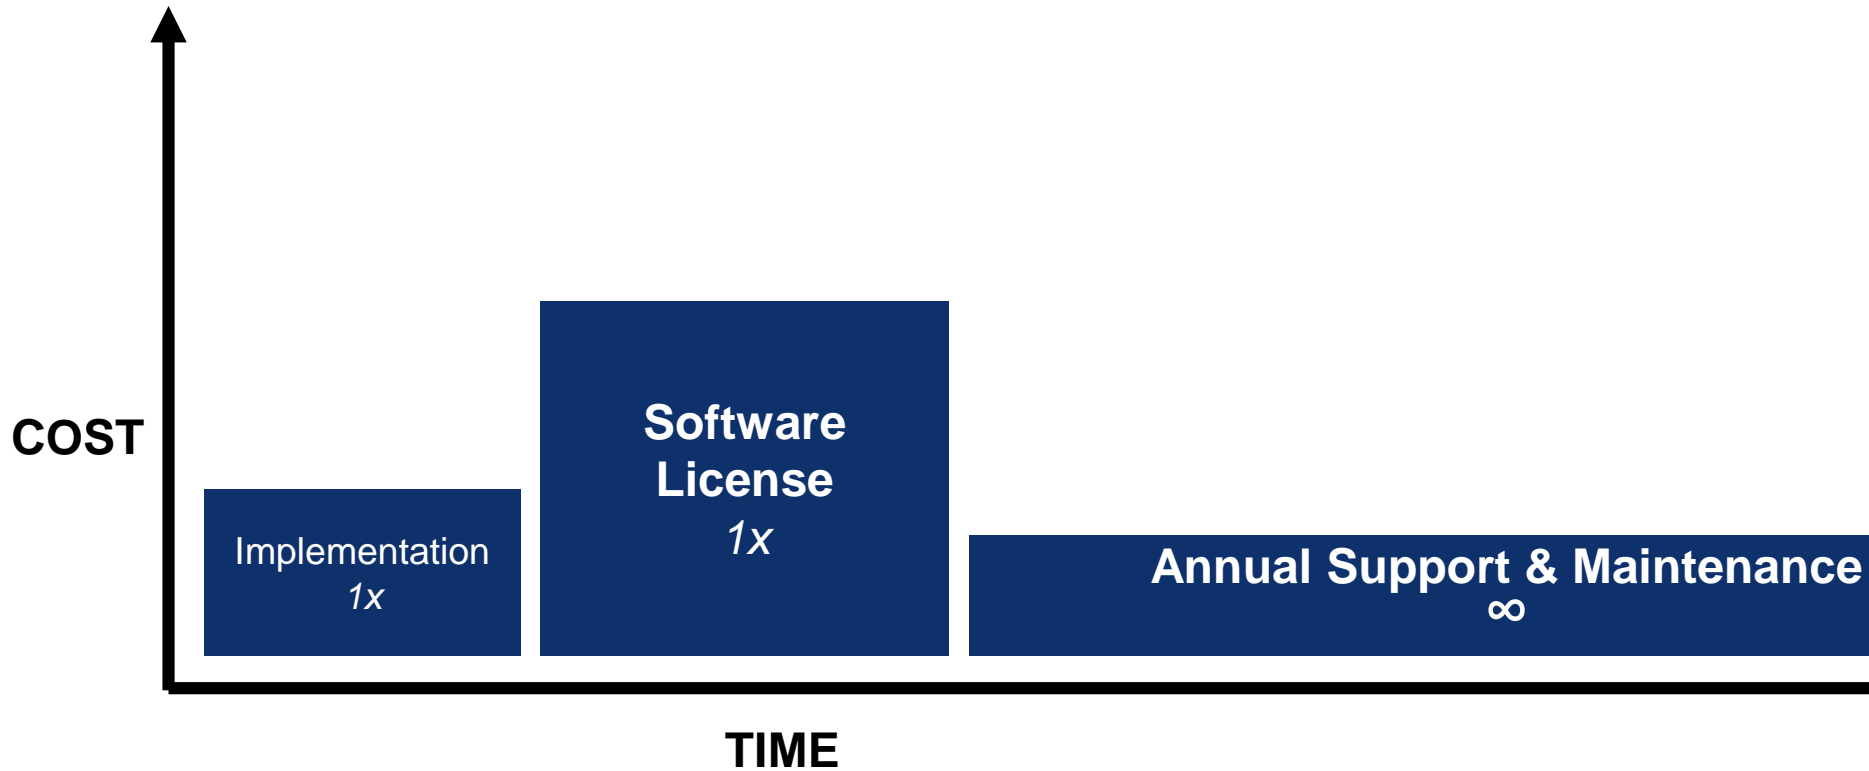 COST
Implementation
1x
Software
License
1x
Annual Support & Maintenance
∞
TIME